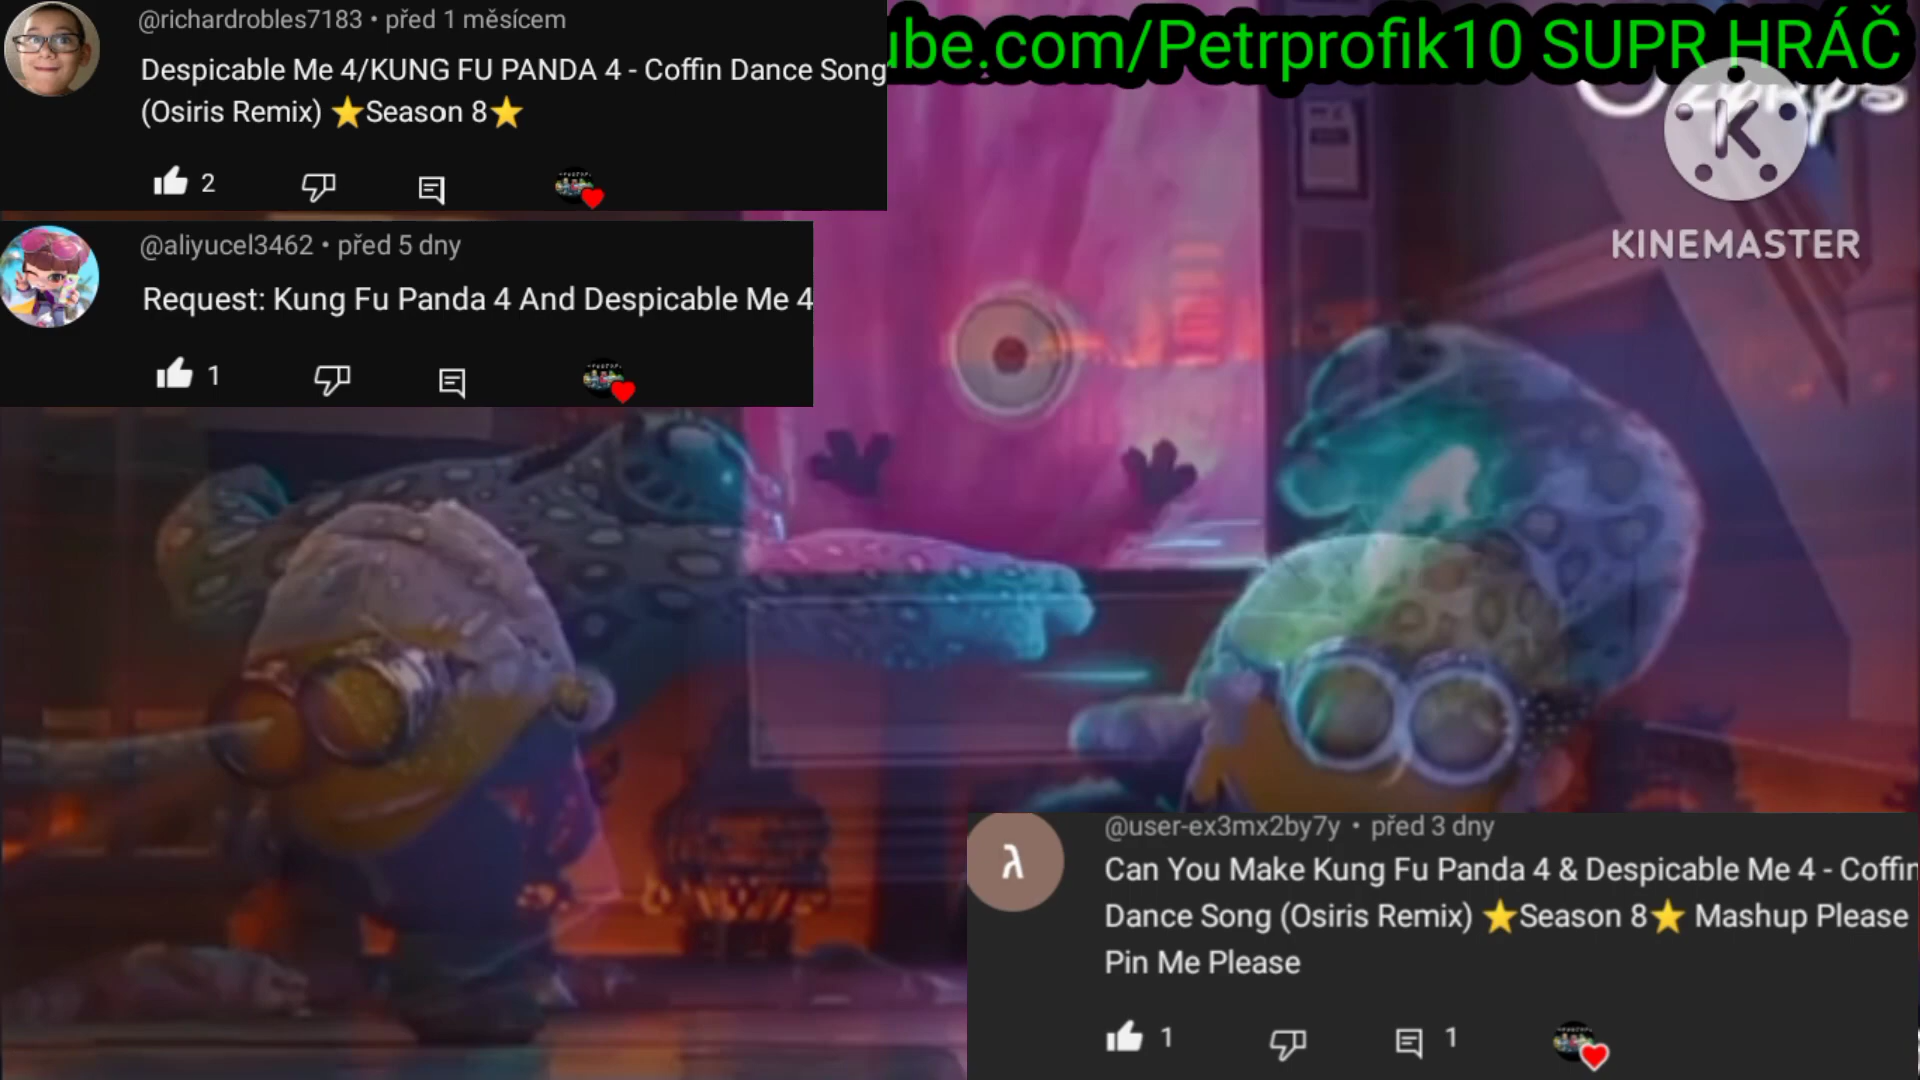 @richardrobles7183 • před 1 měsícem
Despicable Me 4/KUNG FU PANDA 4 - Coffin Dance Song
(Osiris Remix) ⭐Season 8⭐
2
ube.com/Petrprofik10 SUPR HRÁČ
K
KINEMASTER
@aliyucel3462 • před 5 dny
Request: Kung Fu Panda 4 And Despicable Me 4
1
@user-ex3mx2by7y • před 3 dny
λ
Can You Make Kung Fu Panda 4 & Despicable Me 4 - Coffin
Dance Song (Osiris Remix) ⭐Season 8⭐ Mashup Please
Pin Me Please
1 1